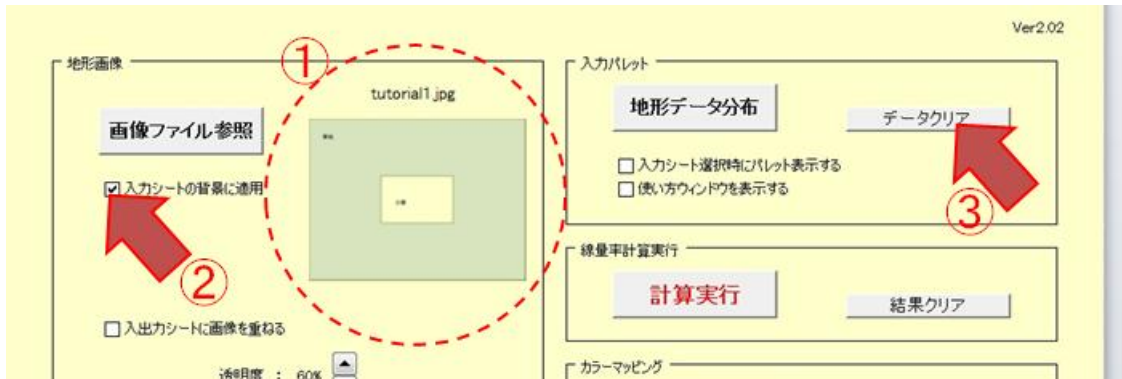 Ver2.02
地形画像
①
tutorial1.jpg
画像ファイル参照
☑入力シートの背景に適用
②
□入出力シートに画像を重ねる
透明度 : 60%
入力パレット
地形データ分布
データクリア
□入力シート選択時にパレット表示する
□使い方ウィンドウを表示する
③
線量率計算実行
計算実行
結果クリア
カラーマッピング